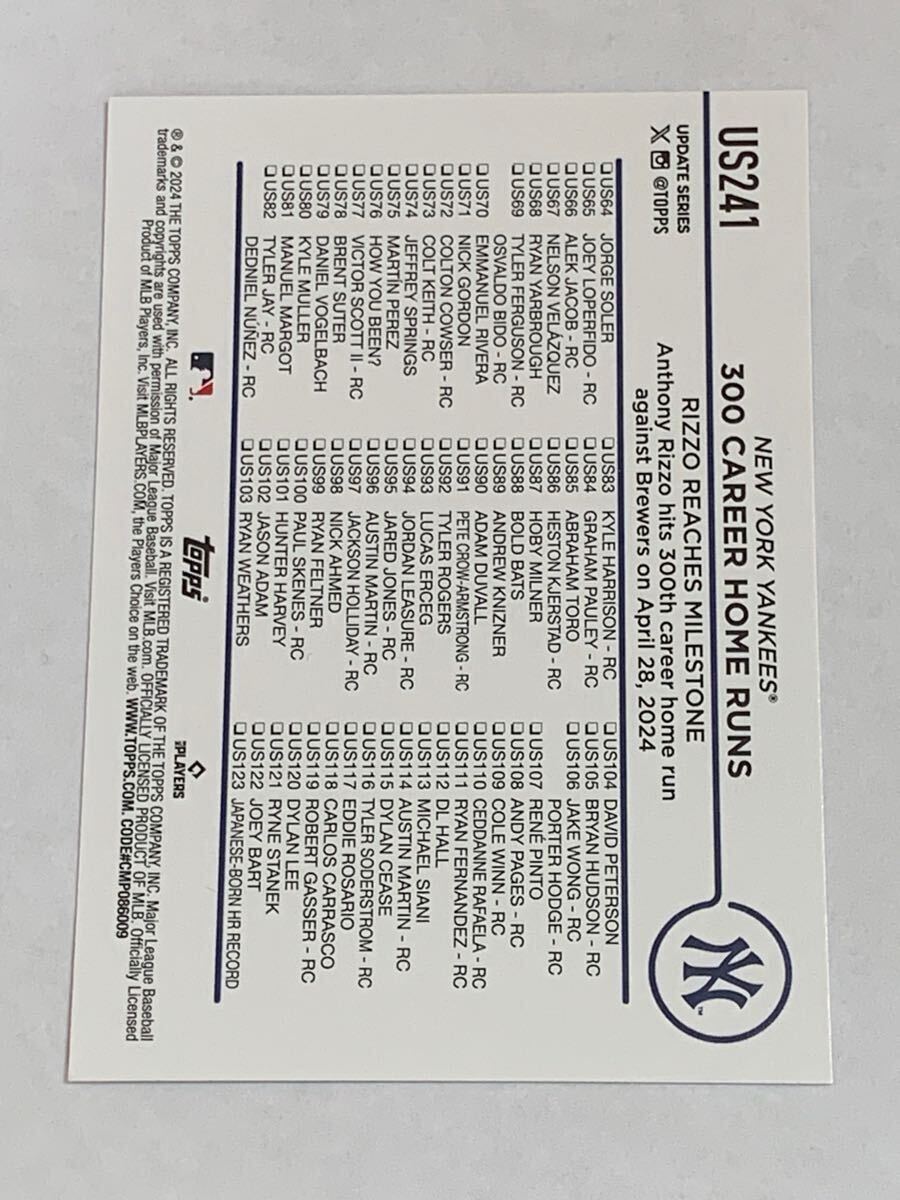 US241
UPDATE SERIES
@TOPPS
NEW YORK YANKEES®
300 CAREER HOME RUNS
RIZZO REACHES MILESTONE
Anthony Rizzo hits 300th career home run
against Brewers on April 28, 2024
NY™
US64 JORGE SOLER
US65 JOEY LOPERFIDO - RC
US66 ALEK JACOB - RC
US67 NELSON VELÁZQUEZ
US68 RYAN YARBROUGH
US69 TYLER FERGUSON - RC
OSVALDO BIDO - RC
US70 EMMANUEL RIVERA
US71 NICK GORDON
US72 COLTON COWSER - RC
US73 COLT KEITH - RC
US74 JEFFREY SPRINGS
US75 MARTÍN PÉREZ
US76 HOW YOU BEEN?
US77 VICTOR SCOTT II - RC
US78 BRENT SUTER
US79 DANIEL VOGELBACH
US80 KYLE MULLER
US81 MANUEL MARGOT
US82 TYLER JAY - RC
DEDNIEL NÚÑEZ - RC
US83 KYLE HARRISON - RC
US84 GRAHAM PAULEY - RC
US85 ABRAHAM TORO
US86 HESTON KJERSTAD - RC
US87 HOBY MILNER
US88 BOLD BATS
US89 ANDREW KNIZNER
US90 ADAM DUVALL
US91 PETE CROW-ARMSTRONG - RC
US92 TYLER ROGERS
US93 LUCAS ERCEG
US94 JORDAN LEASURE - RC
US95 JARED JONES - RC
US96 AUSTIN MARTIN - RC
US97 JACKSON HOLLIDAY - RC
US98 NICK AHMED
US99 RYAN FELTNER
US100 PAUL SKENES - RC
US101 HUNTER HARVEY
US102 JASON ADAM
US103 RYAN WEATHERS
US104 DAVID PETERSON
US105 BRYAN HUDSON - RC
US106 JAKE WONG - RC
PORTER HODGE - RC
US107 RENÉ PINTO
US108 ANDY PAGES - RC
US109 COLE WINN - RC
US110 CEDDANNE RAFAELA - RC
US111 RYAN FERNANDEZ - RC
US112 DL HALL
US113 MICHAEL SIANI
US114 AUSTIN MARTIN - RC
US115 DYLAN CEASE
US116 TYLER SODERSTROM - RC
US117 EDDIE ROSARIO
US118 CARLOS CARRASCO
US119 ROBERT GASSER - RC
US120 DYLAN LEE
US121 RYNE STANEK
US122 JOEY BART
US123 JAPANESE-BORN HR RECORD
topps®
PLAYERS
® & © 2024 THE TOPPS COMPANY, INC. ALL RIGHTS RESERVED. TOPPS IS A REGISTERED TRADEMARK OF THE TOPPS COMPANY, INC. Major League Baseball
trademarks and copyrights are used with permission of Major League Baseball. Visit MLB.com. OFFICIALLY LICENSED PRODUCT OF MLB. Officially Licensed
Product of MLB Players, Inc. Visit MLBPLAYERS.COM, the Players Choice on the web. WWW.TOPPS.COM. CODE#CMP086009